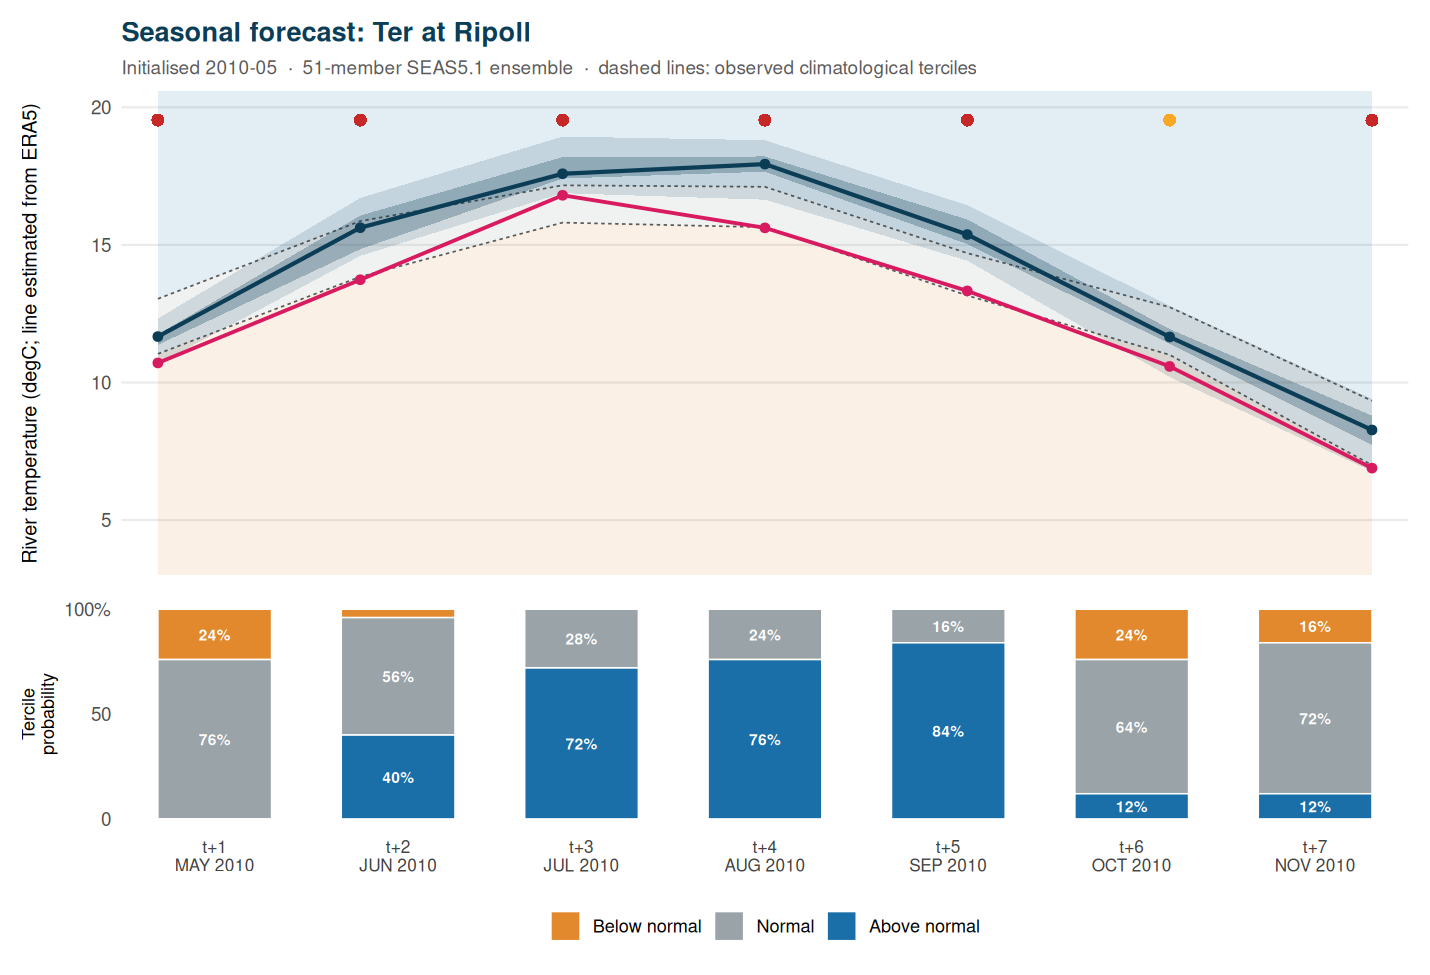 Seasonal forecast: Ter at Ripoll
Initialised 2010-05 · 51-member SEAS5.1 ensemble · dashed lines: observed climatological terciles
River temperature (degC; line estimated from ERA5)
20
15
10
5
Tercile
probability
100%
50
0
24%
76%
56%
40%
28%
72%
24%
76%
16%
84%
24%
64%
12%
16%
72%
12%
t+1
MAY 2010
t+2
JUN 2010
t+3
JUL 2010
t+4
AUG 2010
t+5
SEP 2010
t+6
OCT 2010
t+7
NOV 2010
Below normal
Normal
Above normal